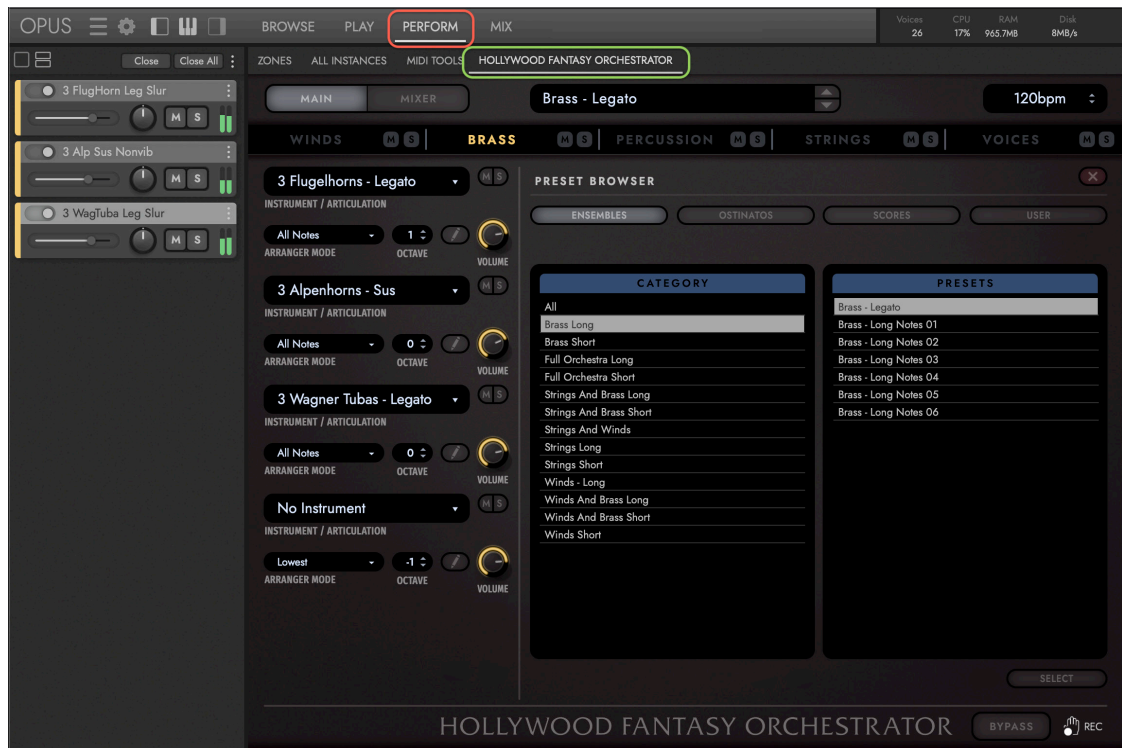 OPUS
BROWSE PLAY PERFORM MIX
Voices CPU RAM Disk
26 17% 965.7MB 8MB/s
Close Close All
ZONES ALL INSTANCES MIDI TOOLS HOLLYWOOD FANTASY ORCHESTRATOR
3 FlugHorn Leg Slur
M S
3 Alp Sus Nonvib
M S
3 WagTuba Leg Slur
M S
MAIN MIXER
Brass - Legato
120bpm
WINDS M S BRASS M S PERCUSSION M S STRINGS M S VOICES M S
3 Flugelhorns - Legato M S
INSTRUMENT / ARTICULATION
All Notes 1
ARRANGER MODE OCTAVE VOLUME
3 Alpenhorns - Sus M S
INSTRUMENT / ARTICULATION
All Notes 0
ARRANGER MODE OCTAVE VOLUME
3 Wagner Tubas - Legato M S
INSTRUMENT / ARTICULATION
All Notes 0
ARRANGER MODE OCTAVE VOLUME
No Instrument M S
INSTRUMENT / ARTICULATION
Lowest -1
ARRANGER MODE OCTAVE VOLUME
PRESET BROWSER X
ENSEMBLES OSTINATOS SCORES USER
CATEGORY
All
Brass Long
Brass Short
Full Orchestra Long
Full Orchestra Short
Strings And Brass Long
Strings And Brass Short
Strings And Winds
Strings Long
Strings Short
Winds - Long
Winds And Brass Long
Winds And Brass Short
Winds Short
PRESETS
Brass - Legato
Brass - Long Notes 01
Brass - Long Notes 02
Brass - Long Notes 03
Brass - Long Notes 04
Brass - Long Notes 05
Brass - Long Notes 06
SELECT
HOLLYWOOD FANTASY ORCHESTRATOR
BYPASS REC